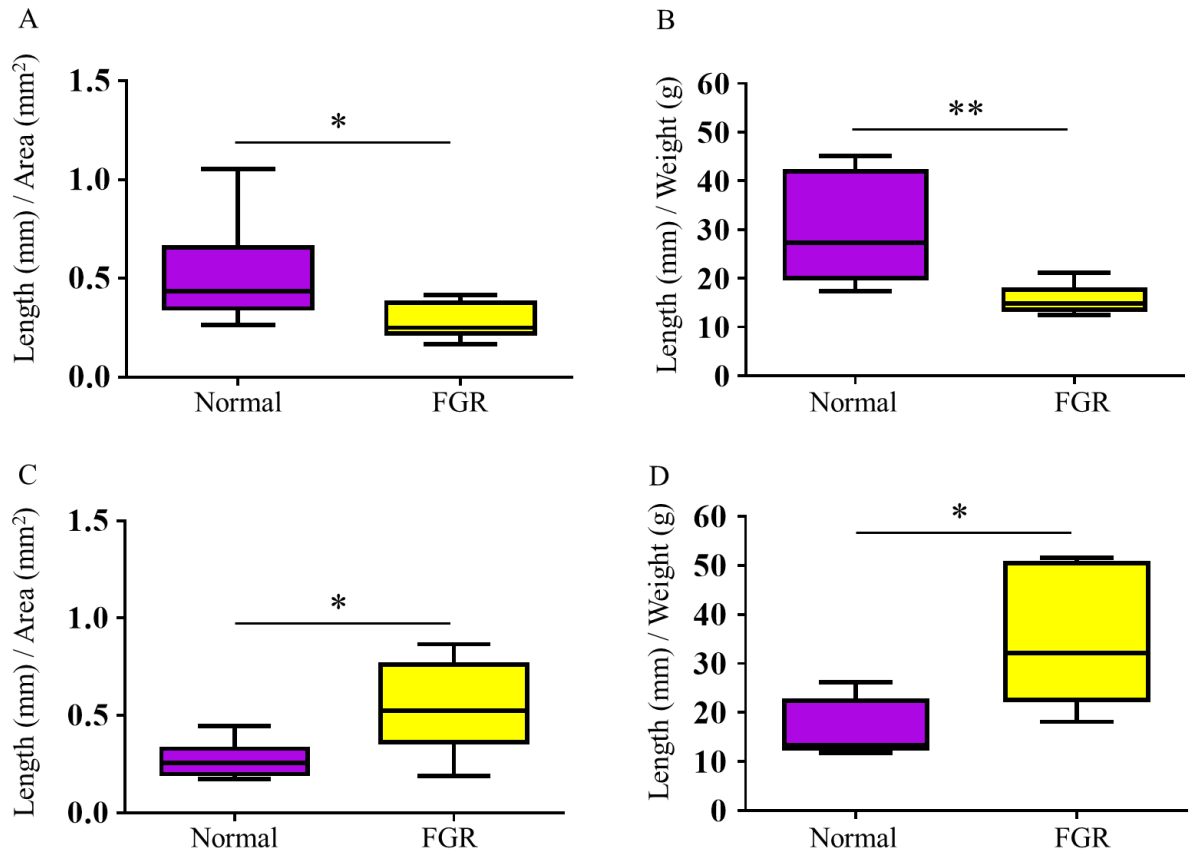 A
Length (mm) / Area (mm²)
1.5
1.0
0.5
0.0
*
Normal
FGR
B
Length (mm) / Weight (g)
60
50
40
30
20
10
0
**
Normal
FGR
C
Length (mm) / Area (mm²)
1.5
1.0
0.5
0.0
*
Normal
FGR
D
Length (mm) / Weight (g)
60
50
40
30
20
10
0
*
Normal
FGR